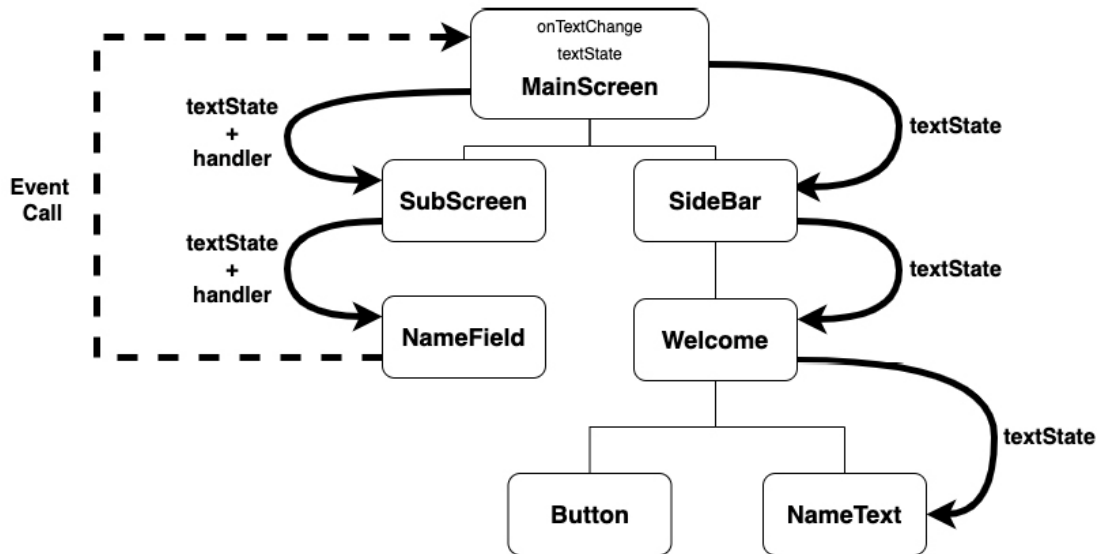 onTextChange
textState
MainScreen
textState
+
handler
textState
Event
Call
SubScreen
SideBar
textState
+
handler
textState
NameField
Welcome
textState
Button
NameText